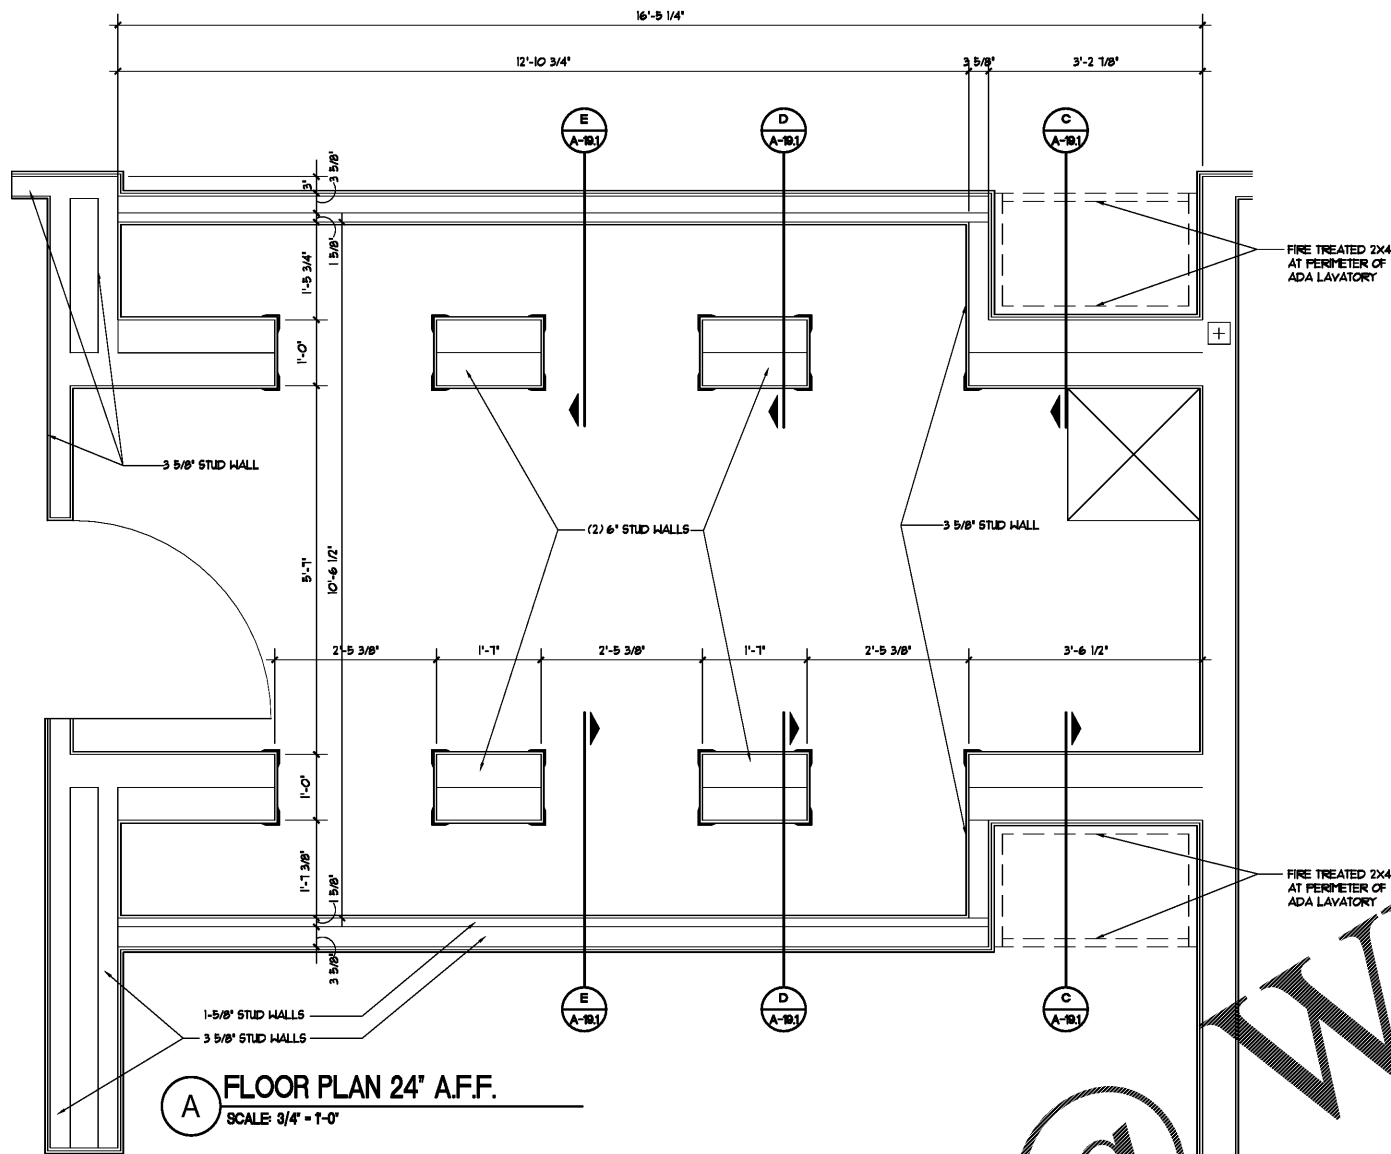 16'-5 1/4"
12'-10 3/4"
3 5/8"
3'-2 7/8"
E
A-19.1
D
A-19.1
C
A-19.1
3"
3 5/8"
1 5/8"
1'-5 3/4"
1'-0"
FIRE TREATED 2X4
AT PERIMETER OF
ADA LAVATORY
3 5/8" STUD WALL
(2) 6" STUD WALLS
3 5/8" STUD WALL
5'-7"
10'-6 1/2"
2'-5 3/8"
1'-7"
2'-5 3/8"
1'-7"
2'-5 3/8"
3'-6 1/2"
1'-0"
1'-7 3/8"
1 5/8"
3 5/8"
FIRE TREATED 2X4
AT PERIMETER OF
ADA LAVATORY
1-5/8" STUD WALLS
3 5/8" STUD WALLS
E
A-19.1
D
A-19.1
C
A-19.1
A
FLOOR PLAN 24" A.F.F.
SCALE: 3/4" = 1'-0"
W